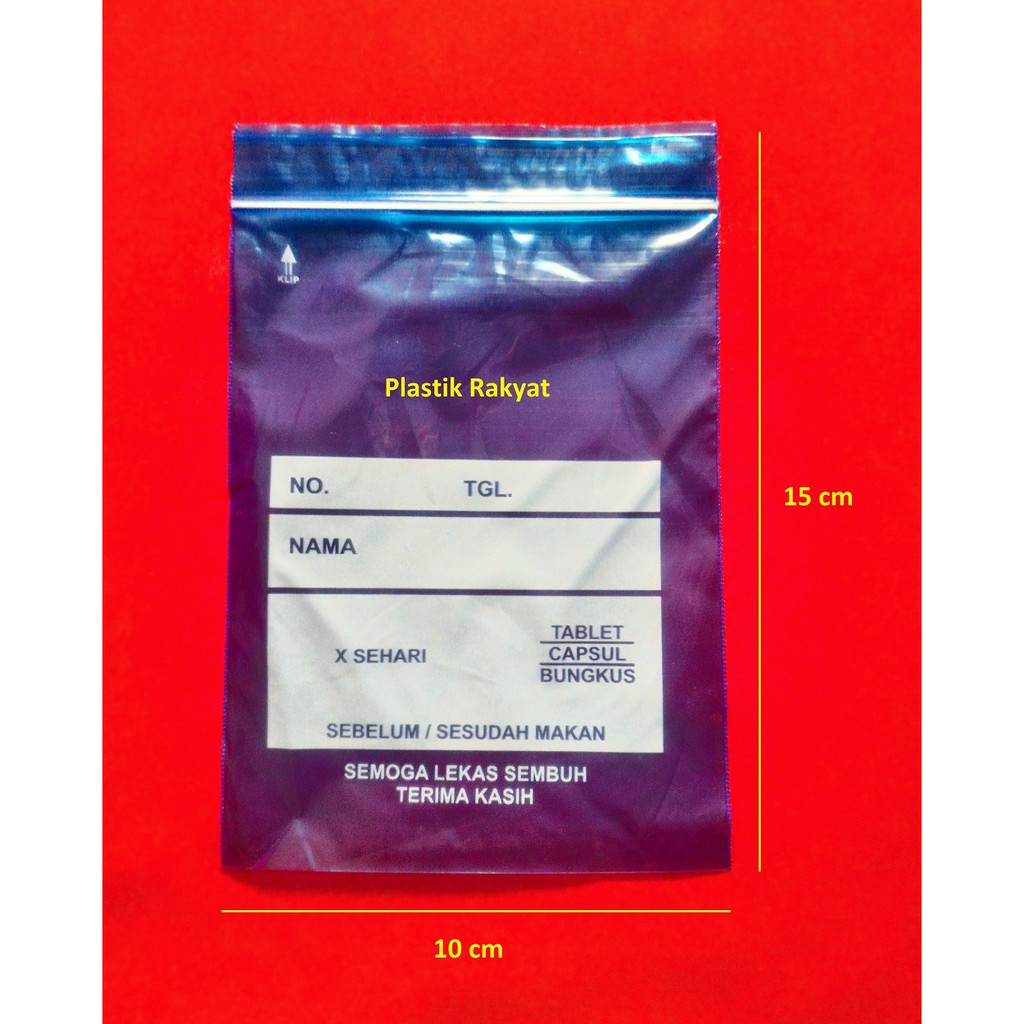 KLIP
Plastik Rakyat
NO. TGL.
15 cm
NAMA
TABLET
X SEHARI CAPSUL
BUNGKUS
SEBELUM / SESUDAH MAKAN
SEMOGA LEKAS SEMBUH
TERIMA KASIH
10 cm